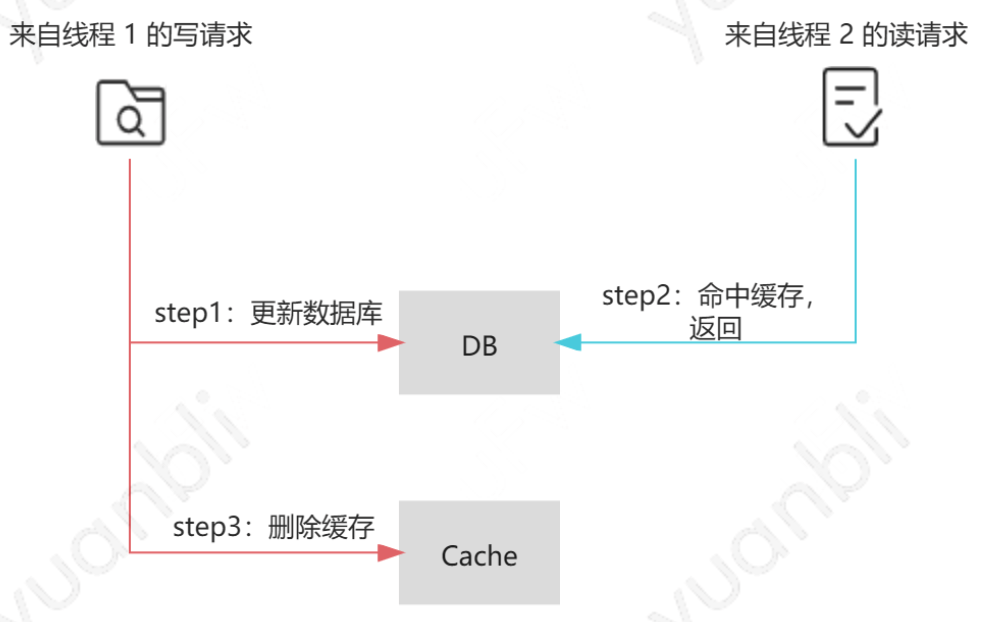 来自线程 1 的写请求
来自线程 2 的读请求
step1：更新数据库
step2：命中缓存，
返回
DB
step3：删除缓存
Cache
yuanbli
yuanbli